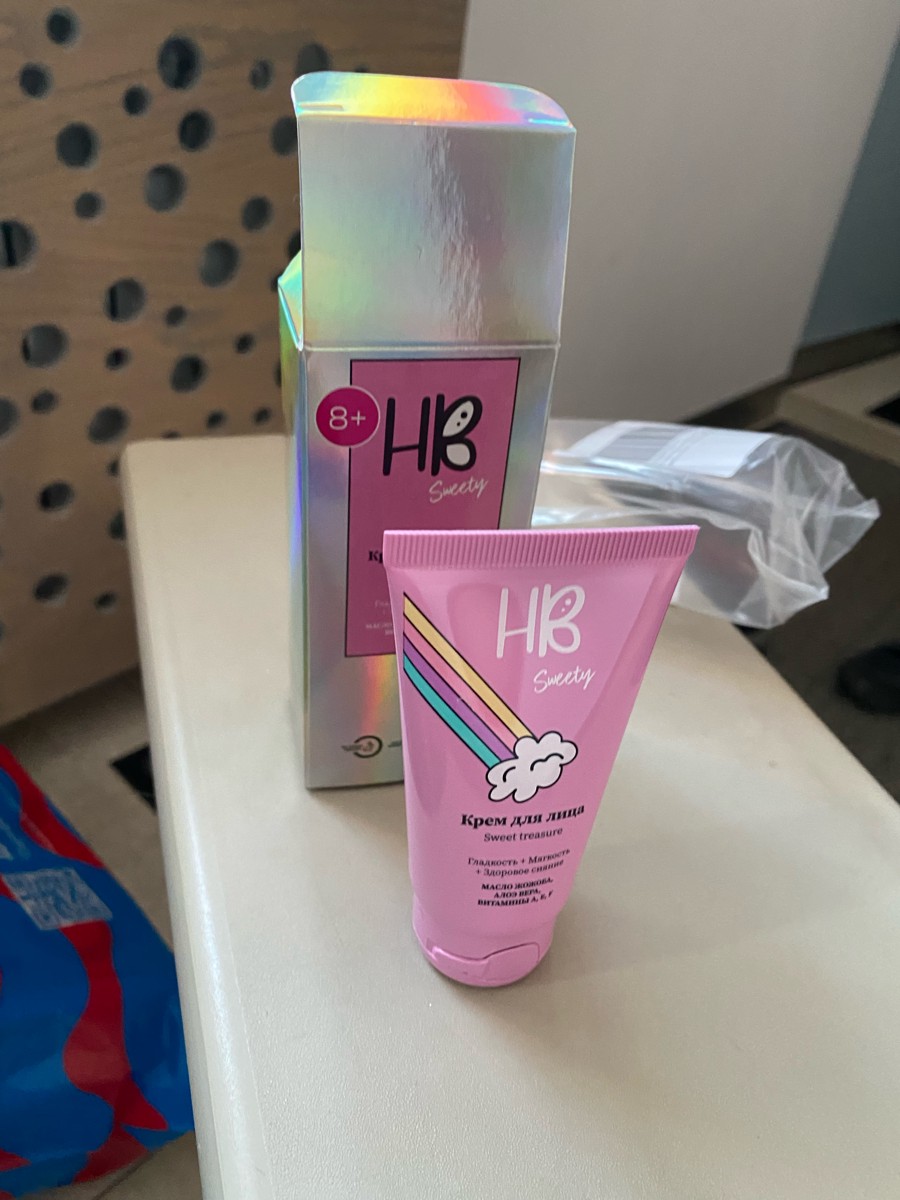 8+
HB
Sweety
HB
Sweety
Крем для лица
Sweet treasure
Гладкость + Мягкость
+ Здоровое сияние
МАСЛО ЖОЖОБА,
АЛОЭ ВЕРА,
ВИТАМИНЫ А, Е, F